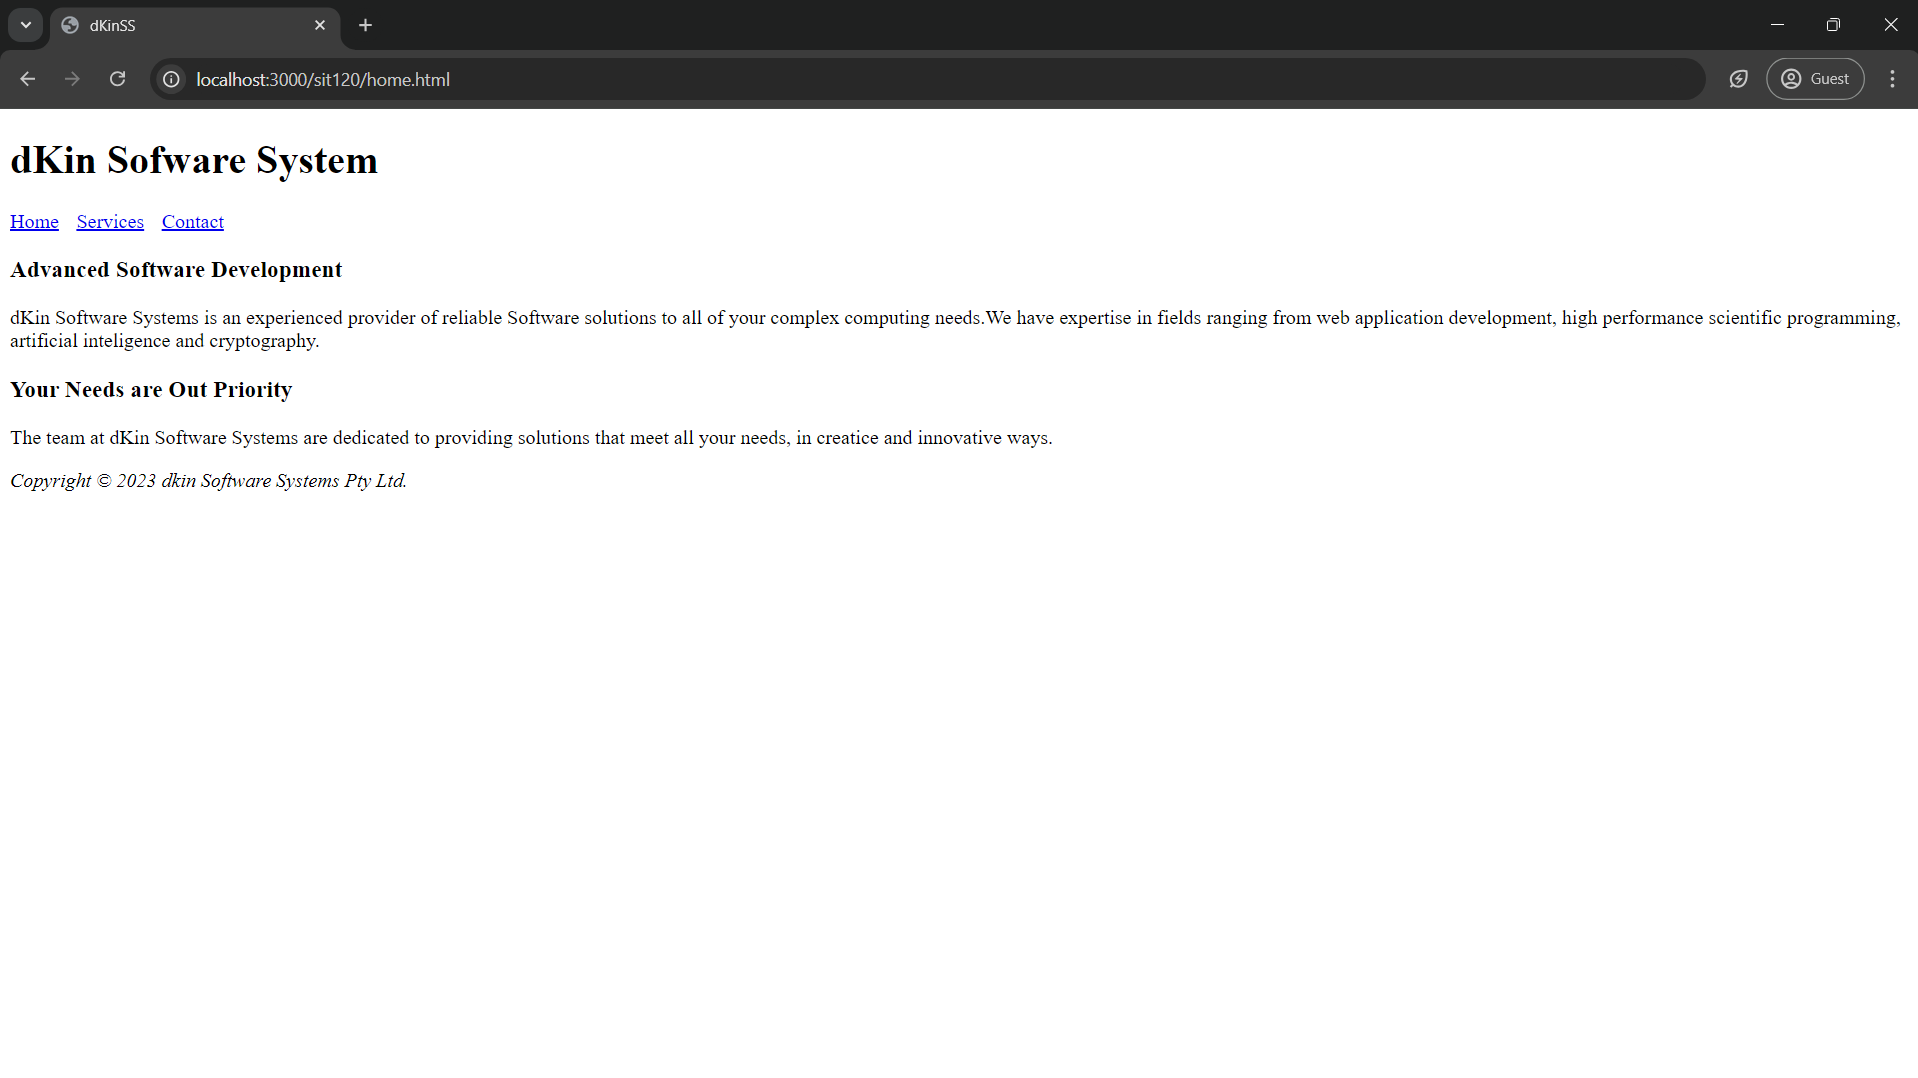 dKinSS
localhost:3000/sit120/home.html
Guest
dKin Sofware System
Home Services Contact
Advanced Software Development
dKin Software Systems is an experienced provider of reliable Software solutions to all of your complex computing needs.We have expertise in fields ranging from web application development, high performance scientific programming,
artificial inteligence and cryptography.
Your Needs are Out Priority
The team at dKin Software Systems are dedicated to providing solutions that meet all your needs, in creatice and innovative ways.
Copyright © 2023 dkin Software Systems Pty Ltd.